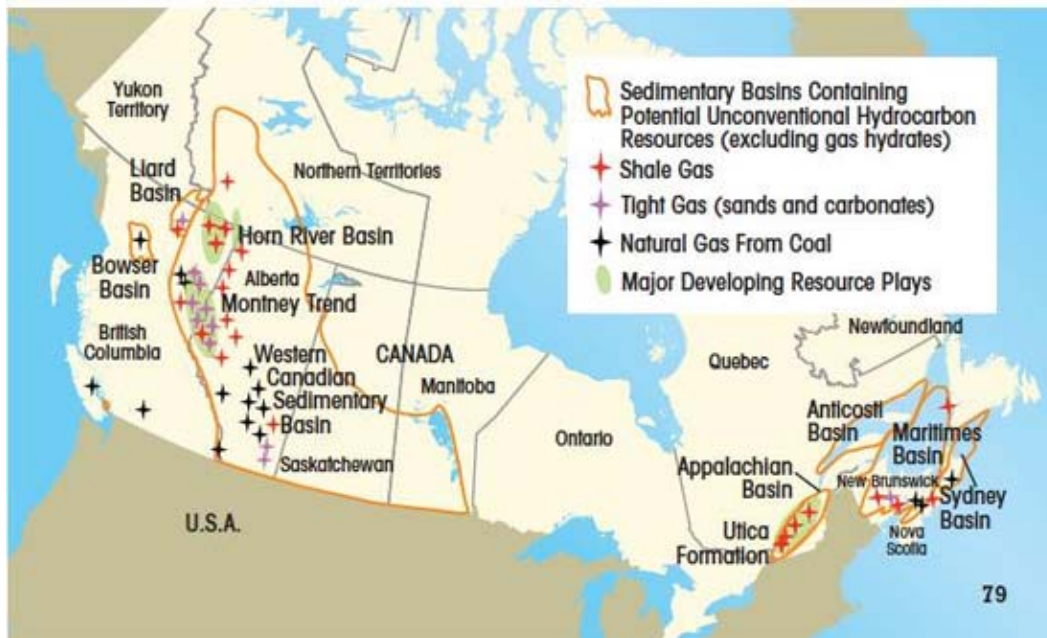 Yukon
Territory
Liard
Basin
Northern Territories
Horn River Basin
Bowser
Basin
Alberta
Montney Trend
British
Columbia
Western
Canadian
Sedimentary
Basin
Saskatchewan
CANADA
Manitoba
Ontario
U.S.A.
Sedimentary Basins Containing
Potential Unconventional Hydrocarbon
Resources (excluding gas hydrates)
Shale Gas
Tight Gas (sands and carbonates)
Natural Gas From Coal
Major Developing Resource Plays
Newfoundland
Quebec
Anticosti
Basin
Maritimes
Basin
Appalachian
Basin
New Brunswick
Sydney
Basin
Utica
Formation
Nova
Scotia
79